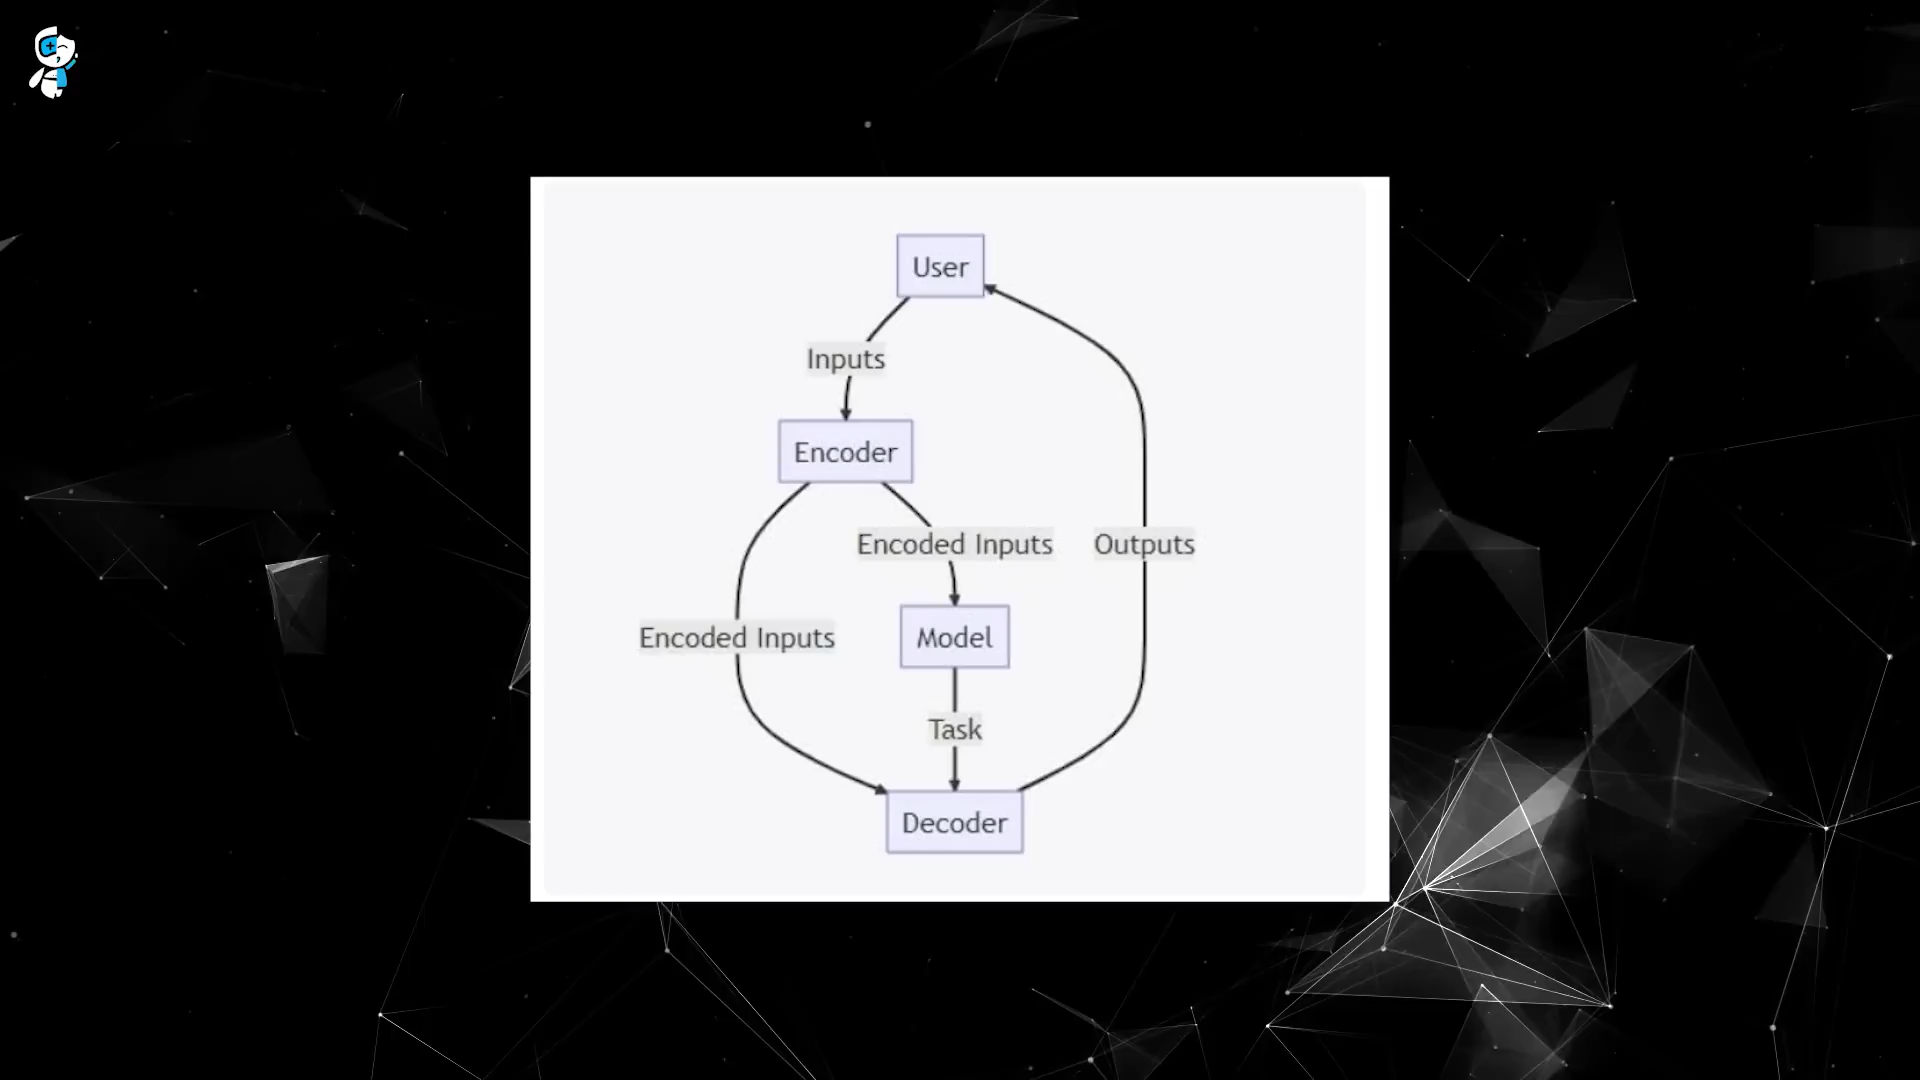 User
Inputs
Encoder
Encoded Inputs
Outputs
Encoded Inputs
Model
Task
Decoder